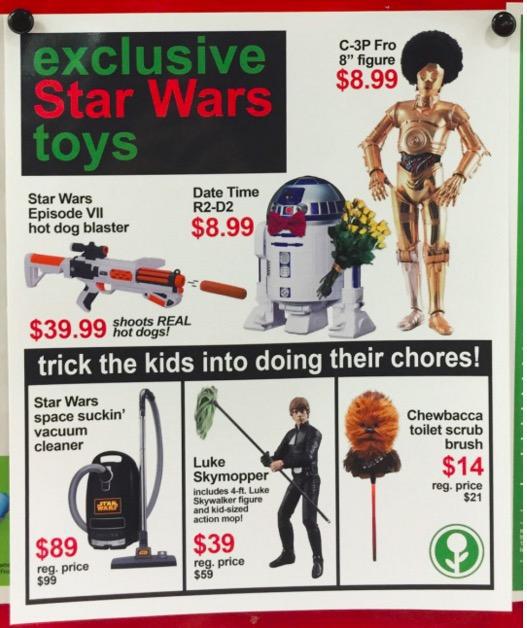 exclusive
Star Wars
toys
C-3P Fro
8" figure
$8.99
Star Wars
Episode VII
hot dog blaster
Date Time
R2-D2
$8.99
$39.99
shoots REAL
hot dogs!
trick the kids into doing their chores!
Star Wars
space suckin'
vacuum
cleaner
STAR
WARS
$89
reg. price
$99
Luke
Skymopper
includes 4-ft. Luke
Skywalker figure
and kid-sized
action mop!
$39
reg. price
$59
Chewbacca
toilet scrub
brush
$14
reg. price
$21